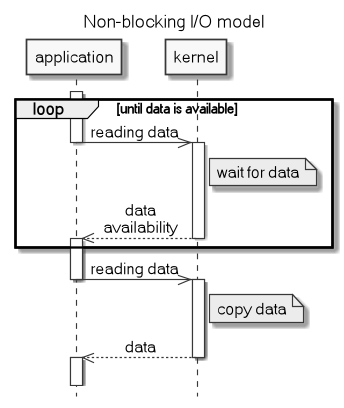 Non-blocking I/O model
application
kernel
loop
[until data is available]
reading data
wait for data
data
availability
reading data
copy data
data